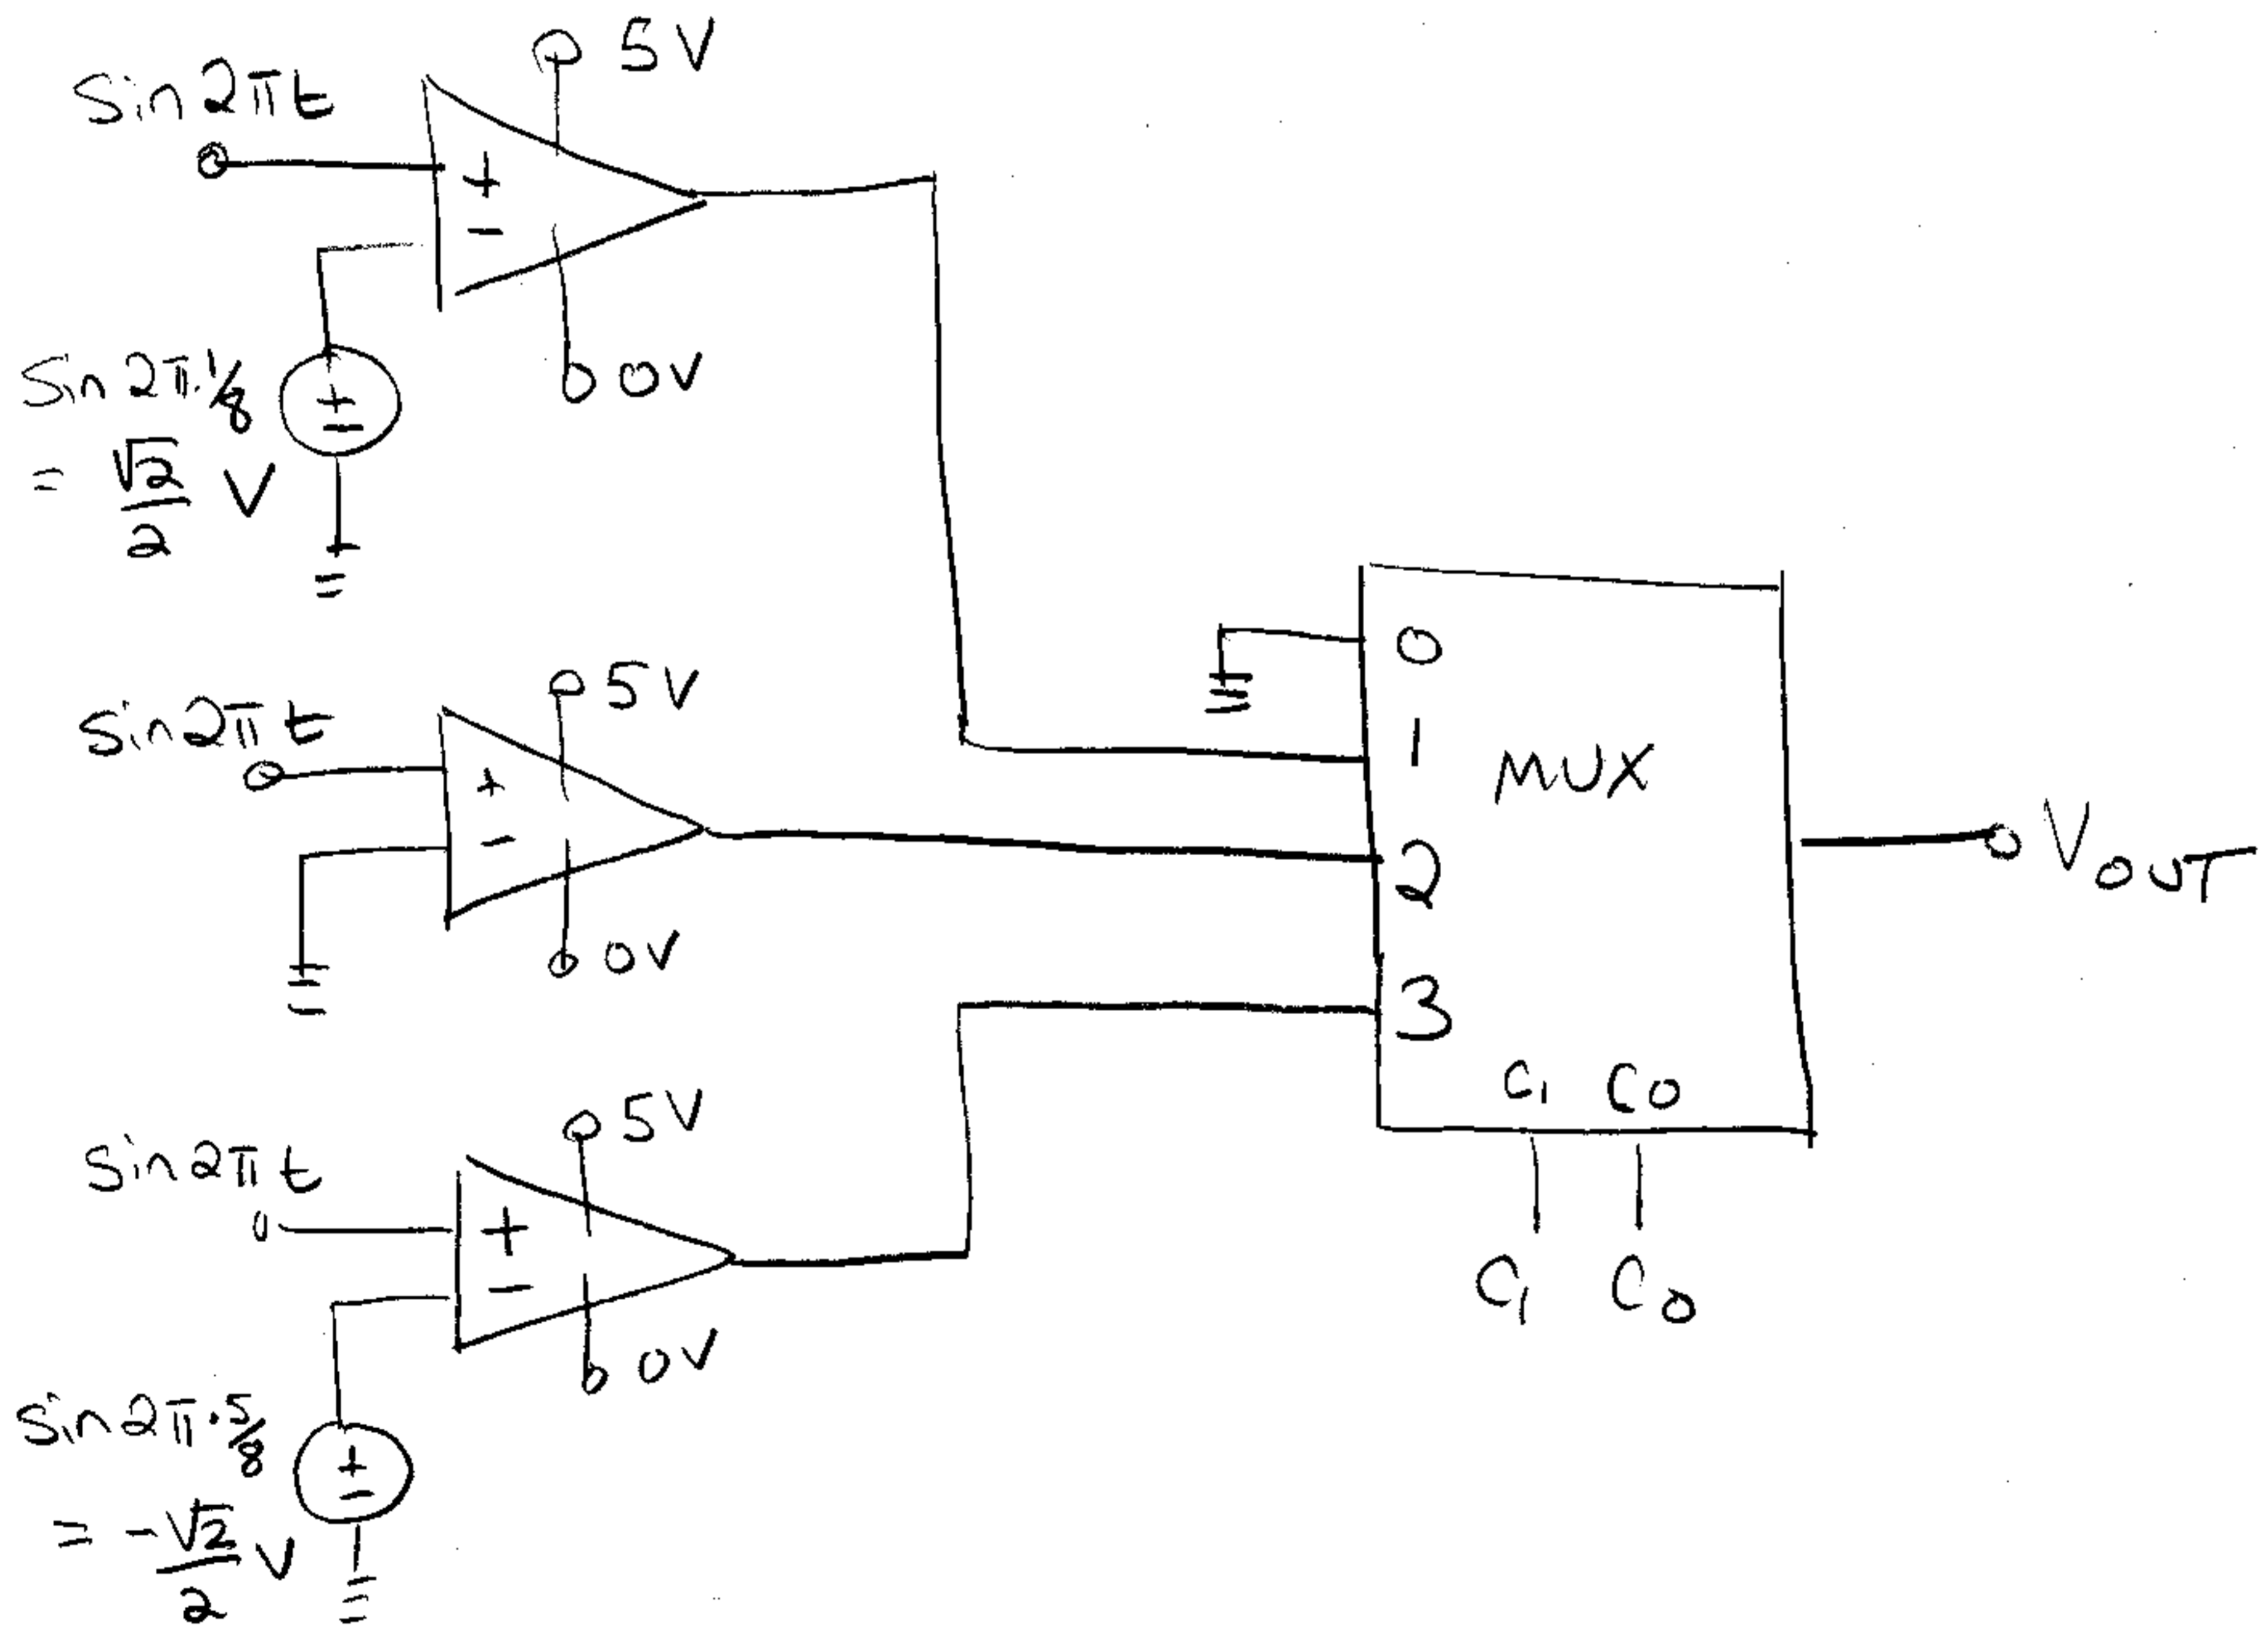 5V
Sin 2πt
+
-
Sin 2π·1/8
+
-
0V
= √2/2 V
0
5V
Sin 2πt
1
MUX
+
-
2
VOUT
0V
3
C1 C0
5V
Sin 2πt
+
-
C1 C0
0V
Sin 2π·5/8
+
-
= -√2/2 V